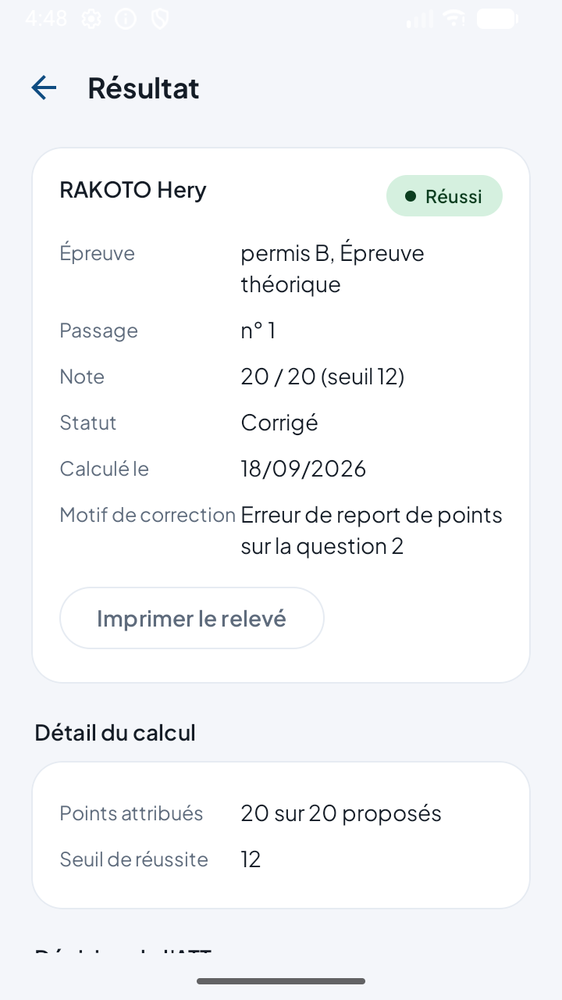 4:48
Résultat
RAKOTO Hery
Réussi
Épreuve
permis B, Épreuve
théorique
Passage
n° 1
Note
20 / 20 (seuil 12)
Statut
Corrigé
Calculé le
18/09/2026
Motif de correction
Erreur de report de points
sur la question 2
Imprimer le relevé
Détail du calcul
Points attribués
20 sur 20 proposés
Seuil de réussite
12